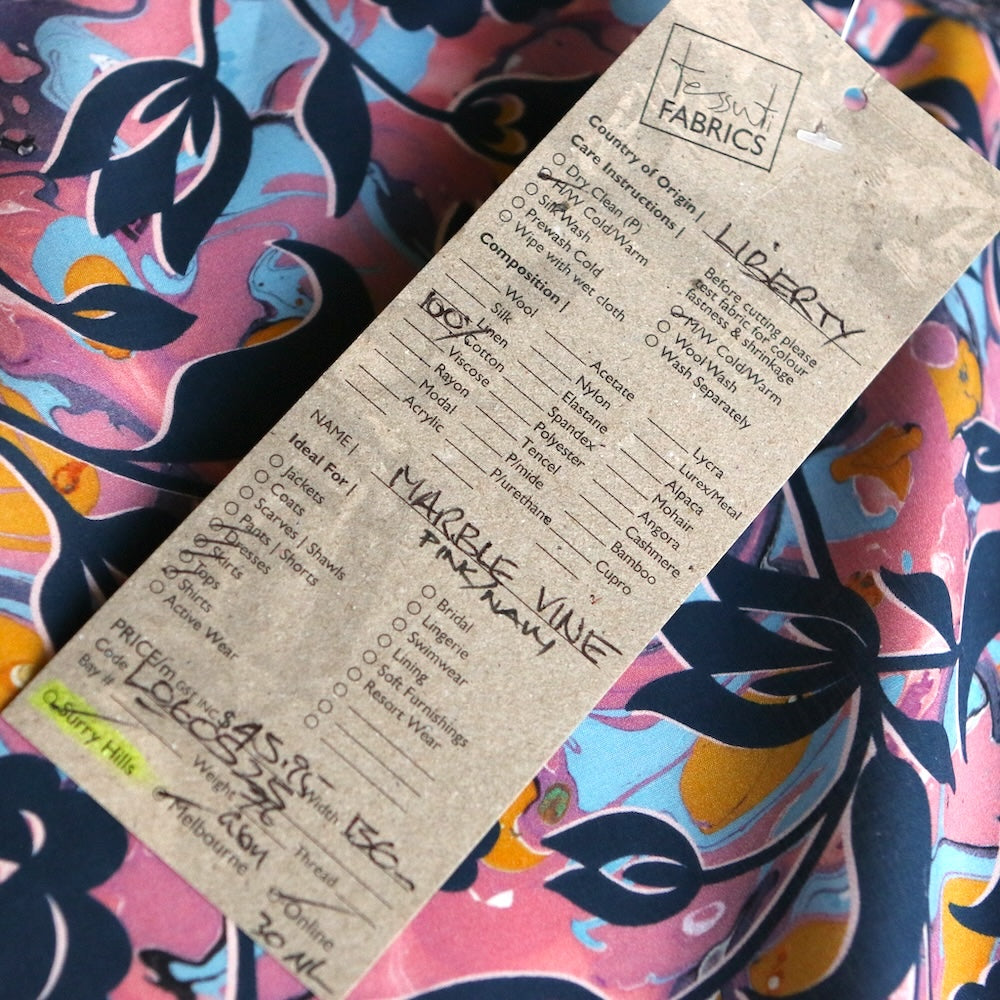 tessuti
FABRICS
Country of Origin | LIBERTY
Care Instructions |
Dry Clean (P)
H/W Cold/Warm
Silk Wash
Prewash Cold
Wipe with wet cloth
Before cutting please
test fabric for colour
fastness & shrinkage
M/W Cold/Warm
Wool Wash
Wash Separately
Composition |
Wool
Silk
Linen
100% Cotton
Viscose
Rayon
Modal
Acrylic
Acetate
Nylon
Elastane
Spandex
Polyester
Tencel
P/mide
P/urethane
Lycra
Lurex/Metal
Alpaca
Mohair
Angora
Cashmere
Bamboo
Cupro
NAME | MARBLE VINE
PINK/NAVY
Ideal For |
Jackets
Coats
Scarves | Shawls
Pants | Shorts
Dresses
Skirts
Tops
Shirts
Active Wear
Bridal
Lingerie
Swimwear
Lining
Soft Furnishings
Resort Wear
PRICE/m GST INC $45.95
Code
Bay #
Weight
Width 130
Thread
Surry Hills
Melbourne
Online
30 NL